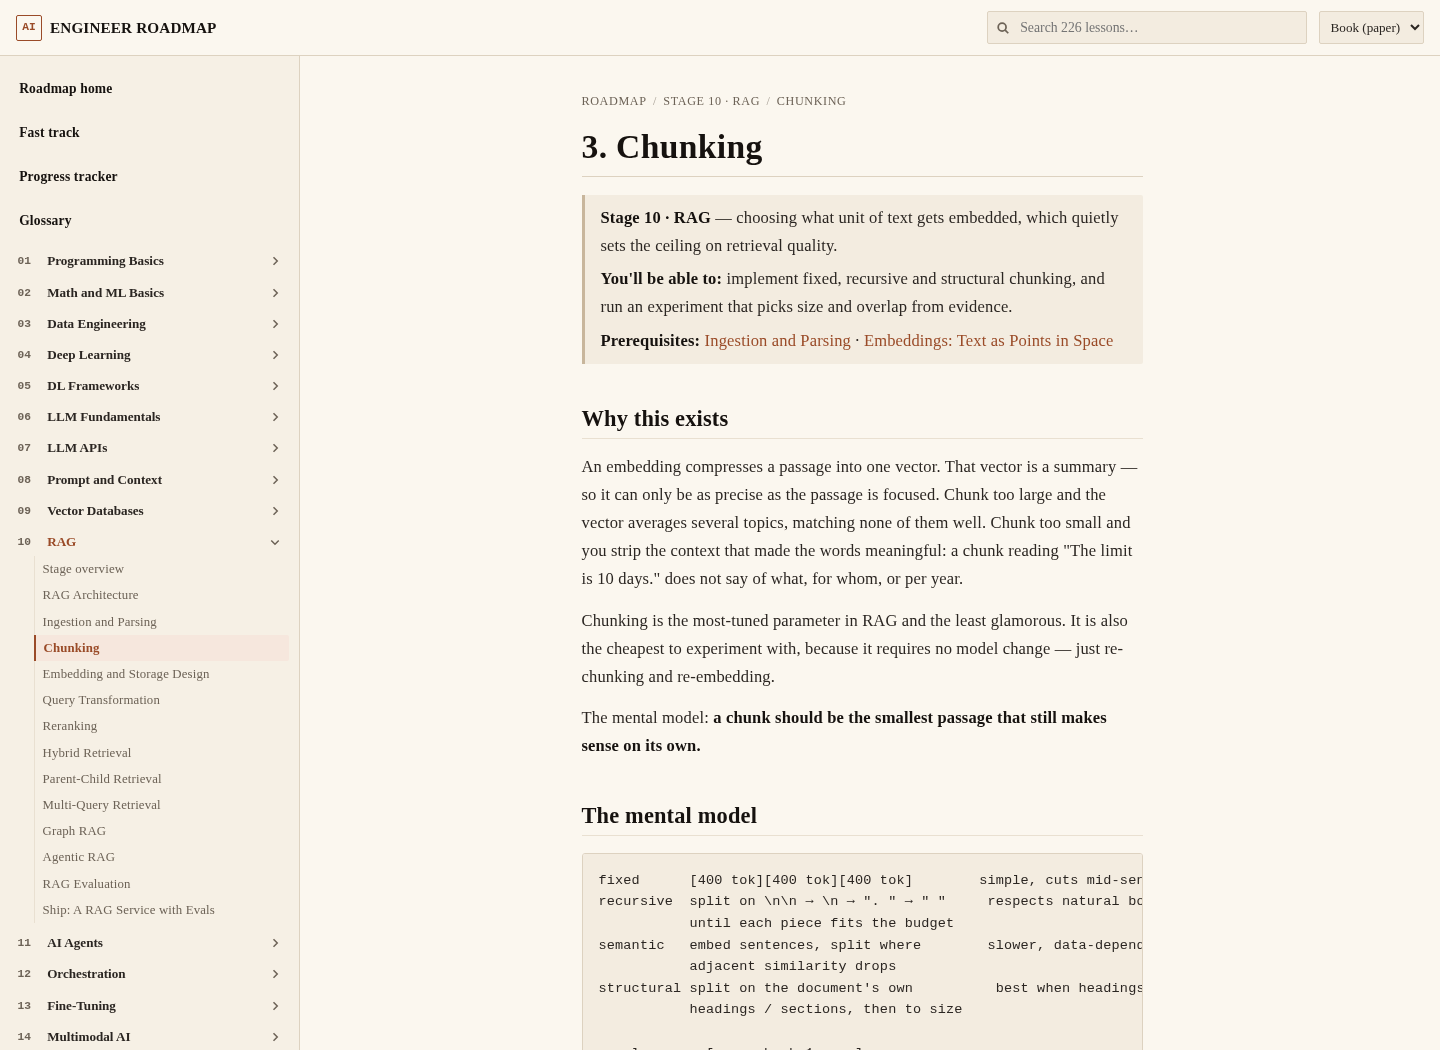 AI ENGINEER ROADMAP
Search 226 lessons…
Book (paper)
Roadmap home
Fast track
Progress tracker
Glossary
01 Programming Basics
02 Math and ML Basics
03 Data Engineering
04 Deep Learning
05 DL Frameworks
06 LLM Fundamentals
07 LLM APIs
08 Prompt and Context
09 Vector Databases
10 RAG
Stage overview
RAG Architecture
Ingestion and Parsing
Chunking
Embedding and Storage Design
Query Transformation
Reranking
Hybrid Retrieval
Parent-Child Retrieval
Multi-Query Retrieval
Graph RAG
Agentic RAG
RAG Evaluation
Ship: A RAG Service with Evals
11 AI Agents
12 Orchestration
13 Fine-Tuning
14 Multimodal AI
ROADMAP / STAGE 10 · RAG / CHUNKING
3. Chunking
Stage 10 · RAG — choosing what unit of text gets embedded, which quietly
sets the ceiling on retrieval quality.
You'll be able to: implement fixed, recursive and structural chunking, and
run an experiment that picks size and overlap from evidence.
Prerequisites: Ingestion and Parsing · Embeddings: Text as Points in Space
Why this exists
An embedding compresses a passage into one vector. That vector is a summary —
so it can only be as precise as the passage is focused. Chunk too large and the
vector averages several topics, matching none of them well. Chunk too small and
you strip the context that made the words meaningful: a chunk reading "The limit
is 10 days." does not say of what, for whom, or per year.
Chunking is the most-tuned parameter in RAG and the least glamorous. It is also
the cheapest to experiment with, because it requires no model change — just re-
chunking and re-embedding.
The mental model: a chunk should be the smallest passage that still makes
sense on its own.
The mental model
fixed [400 tok][400 tok][400 tok] simple, cuts mid-sen
recursive split on \n\n → \n → ". " → " " respects natural bo
until each piece fits the budget
semantic embed sentences, split where slower, data-depend
adjacent similarity drops
structural split on the document's own best when headings
headings / sections, then to size